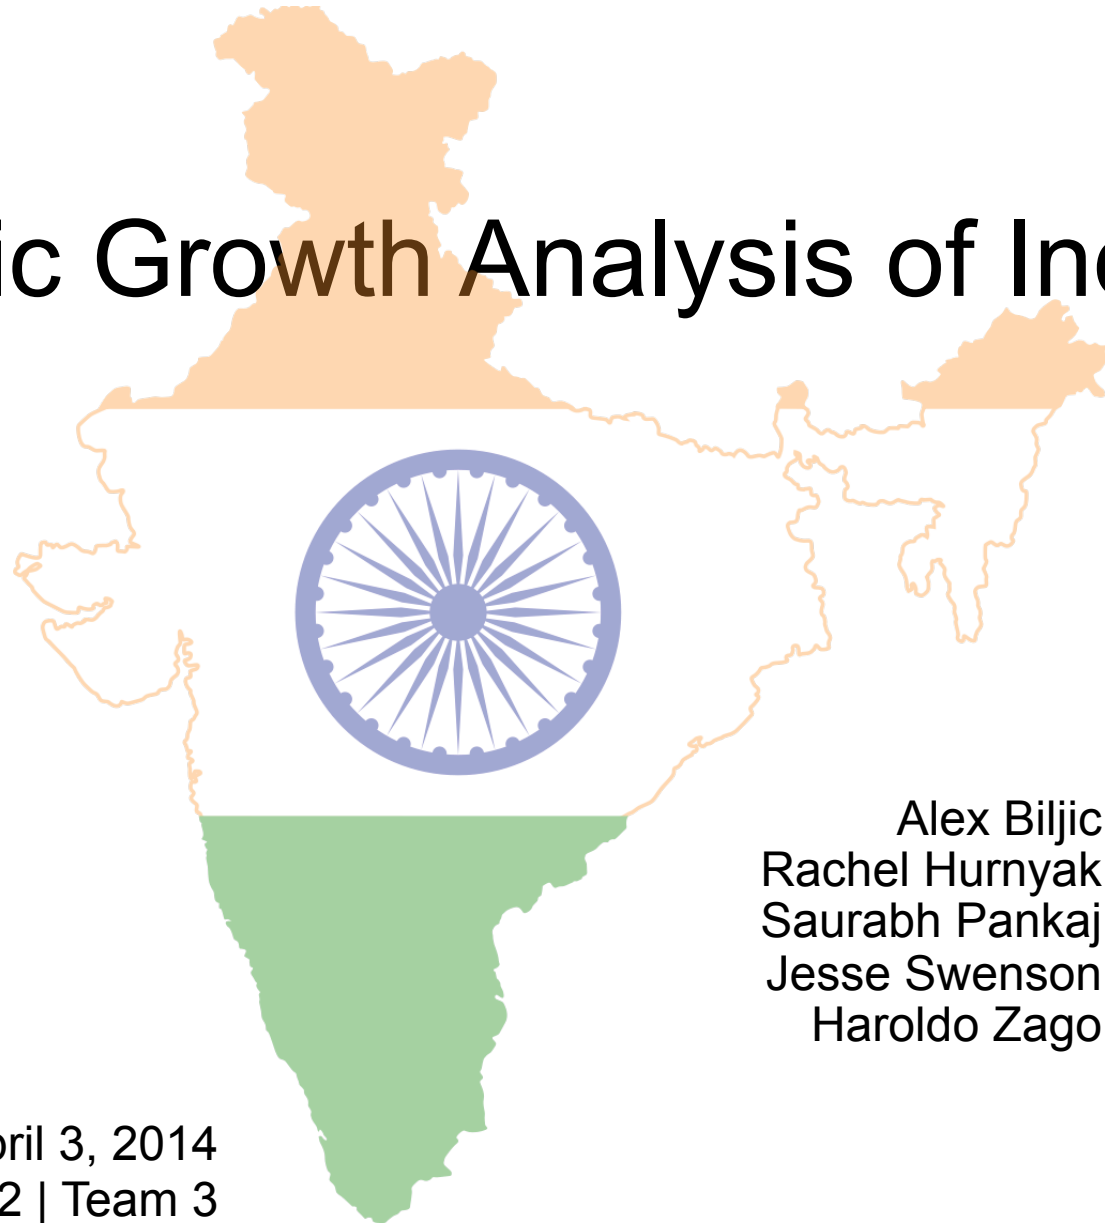 ic Growth Analysis of In
Alex Biljic
Rachel Hurnyak
Saurabh Pankaj
Jesse Swenson
Haroldo Zago
ril 3, 2014
2 | Team 3